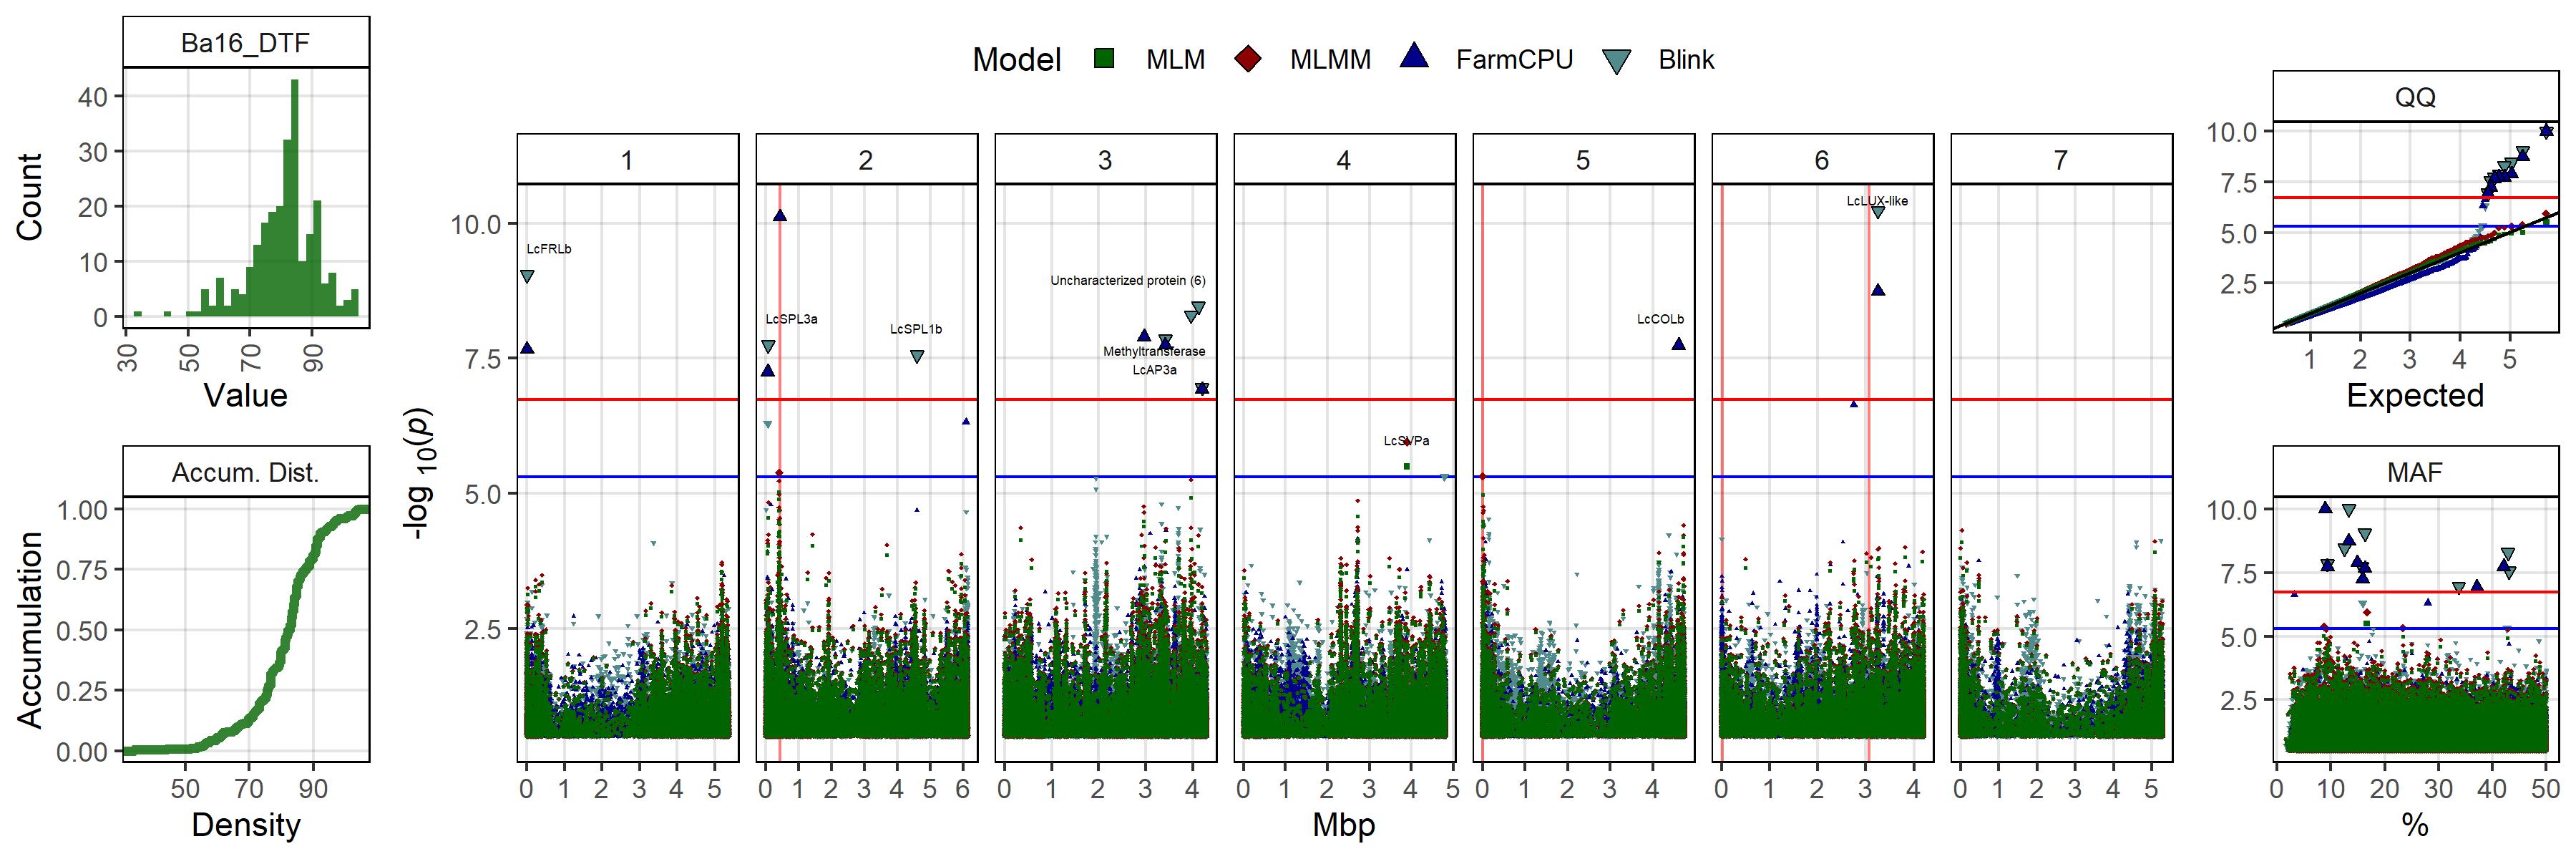 Ba16_DTF
Count
40
30
20
10
0
30
50
70
90
Value
Accum. Dist.
Accumulation
1.00
0.75
0.50
0.25
0.00
50 70 90
Density
Model MLM MLMM FarmCPU Blink
-log 10(p)
10.0
7.5
5.0
2.5
1 2 3 4 5 6 7
LcFRLb
LcSPL3a
LcSPL1b
Uncharacterized protein (6)
Methyltransferase
LcAP3a
LcSVPa
LcCOLb
LcLUX-like
0 1 2 3 4 5
0 1 2 3 4 5 6
0 1 2 3 4
0 1 2 3 4 5
0 1 2 3 4
0 1 2 3 4
0 1 2 3 4 5
Mbp
QQ
10.0
7.5
5.0
2.5
1 2 3 4 5
Expected
MAF
10.0
7.5
5.0
2.5
0 10 20 30 40 50
%